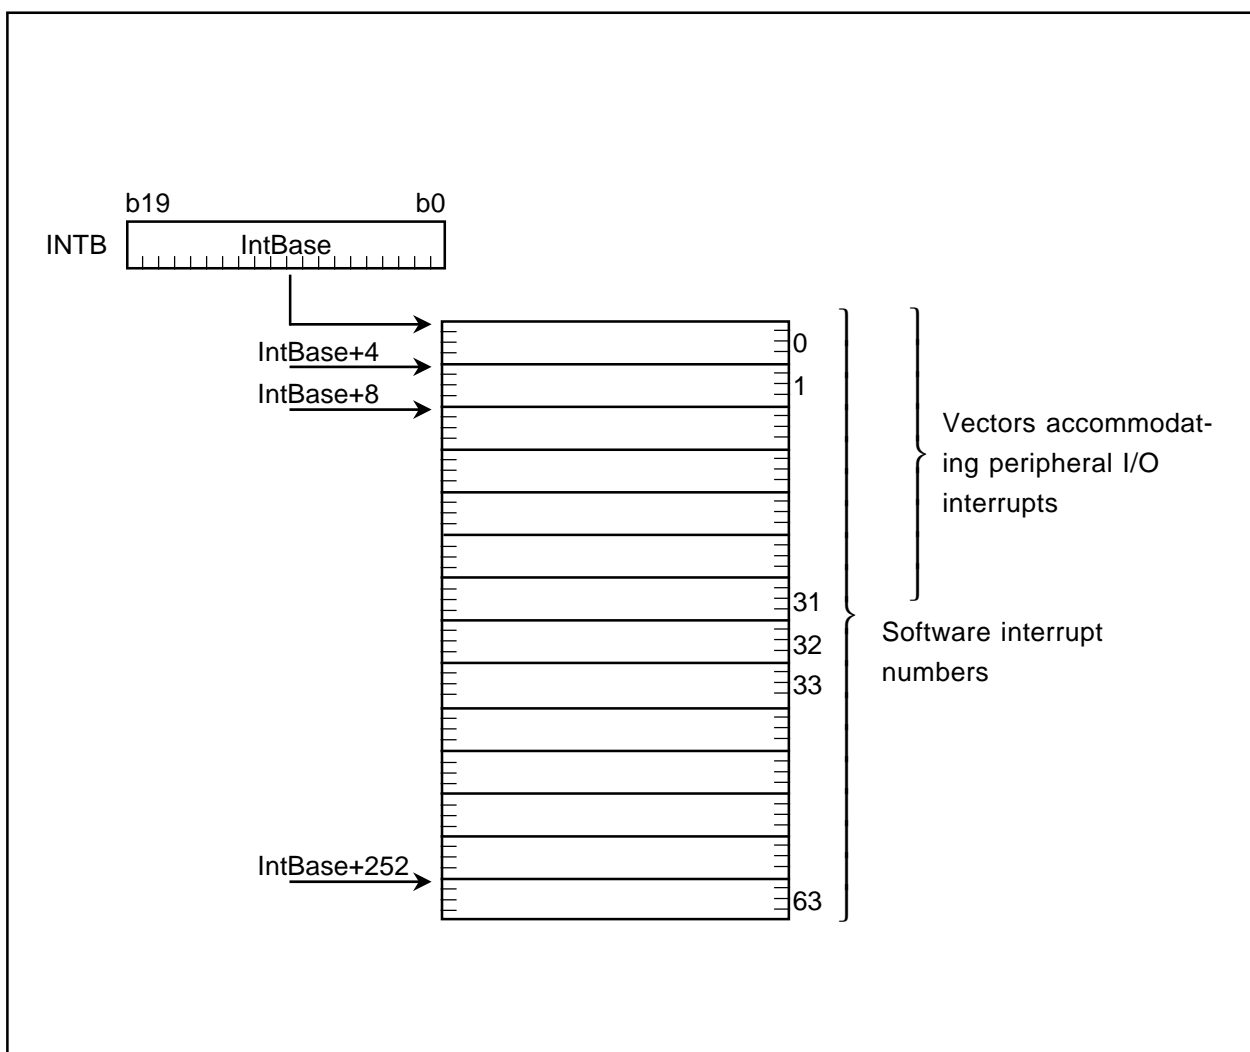 b19 b0
INTB IntBase
IntBase+4
IntBase+8
IntBase+252
0
1
31
32
33
63
Vectors accommodat-
ing peripheral I/O
interrupts
Software interrupt
numbers